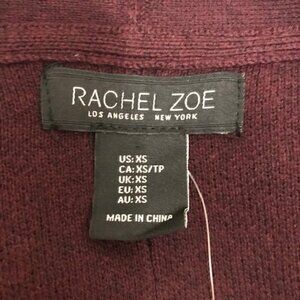 RACHEL ZOE
LOS ANGELES NEW YORK
US: XS
CA: XS/TP
UK: XS
EU: XS
AU: XS
MADE IN CHINA